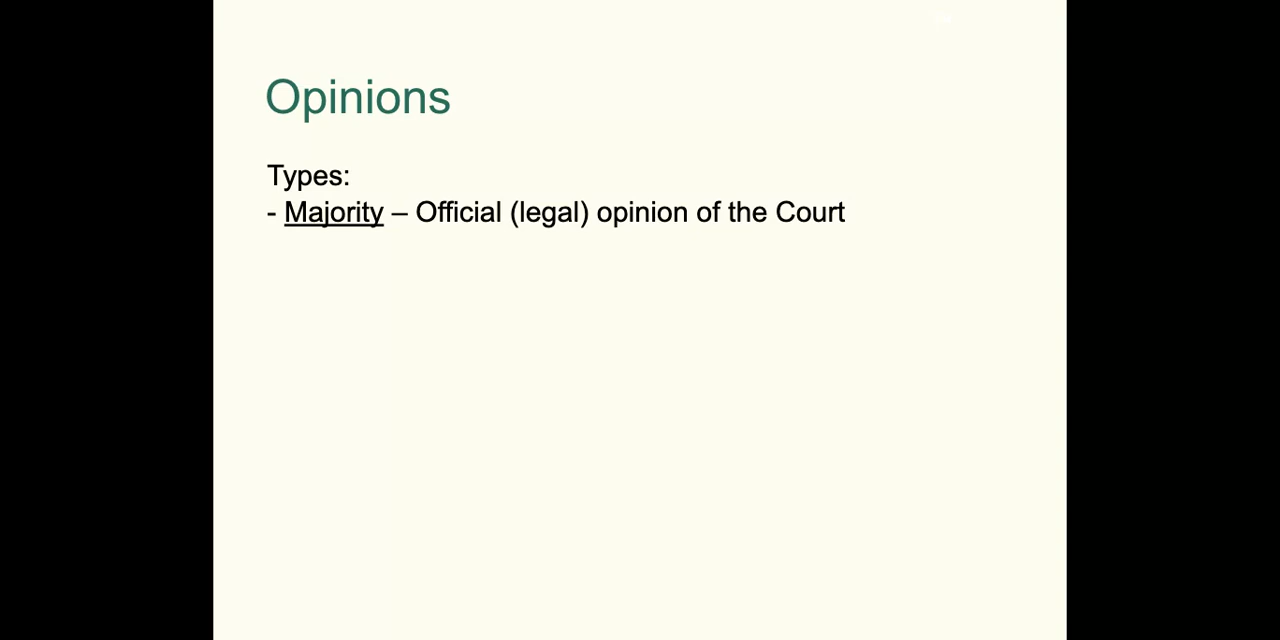 Opinions
Types:
- Majority – Official (legal) opinion of the Court